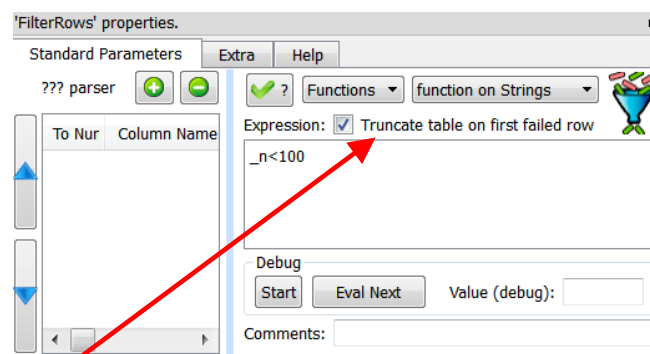 'FilterRows' properties.
Standard Parameters Extra Help
??? parser ? Functions function on Strings
To Nur Column Name Expression: Truncate table on first failed row
_n<100
Debug
Start Eval Next Value (debug):
Comments: